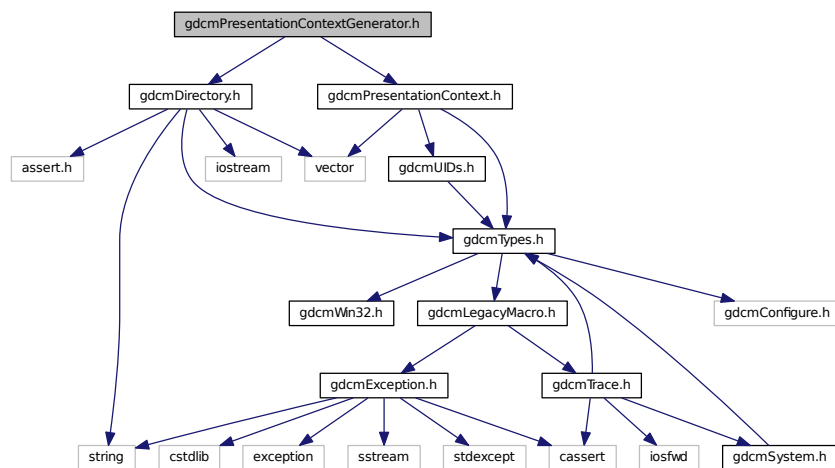 gdcmPresentationContextGenerator.h
gdcmDirectory.h
gdcmPresentationContext.h
assert.h
iostream
vector
gdcmUIDs.h
gdcmTypes.h
gdcmWin32.h
gdcmLegacyMacro.h
gdcmConfigure.h
gdcmException.h
gdcmTrace.h
string
cstdlib
exception
sstream
stdexcept
cassert
iosfwd
gdcmSystem.h